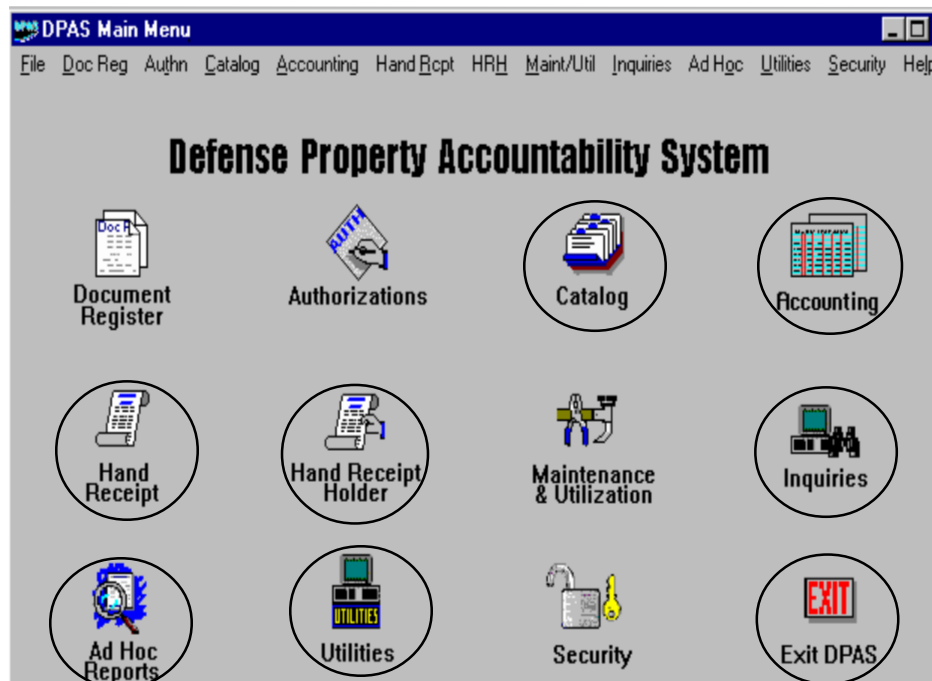 DPAS Main Menu
File Doc Reg Authn Catalog Accounting Hand Rcpt HRH Maint/Util Inquiries Ad Hoc Utilities Security Help
Defense Property Accountability System
Doc R
AUTH
Document
Register
Authorizations
Catalog
Accounting
Hand
Receipt
Hand Receipt
Holder
Maintenance
& Utilization
Inquiries
UTILITIES
EXIT
Ad Hoc
Reports
Utilities
Security
Exit DPAS